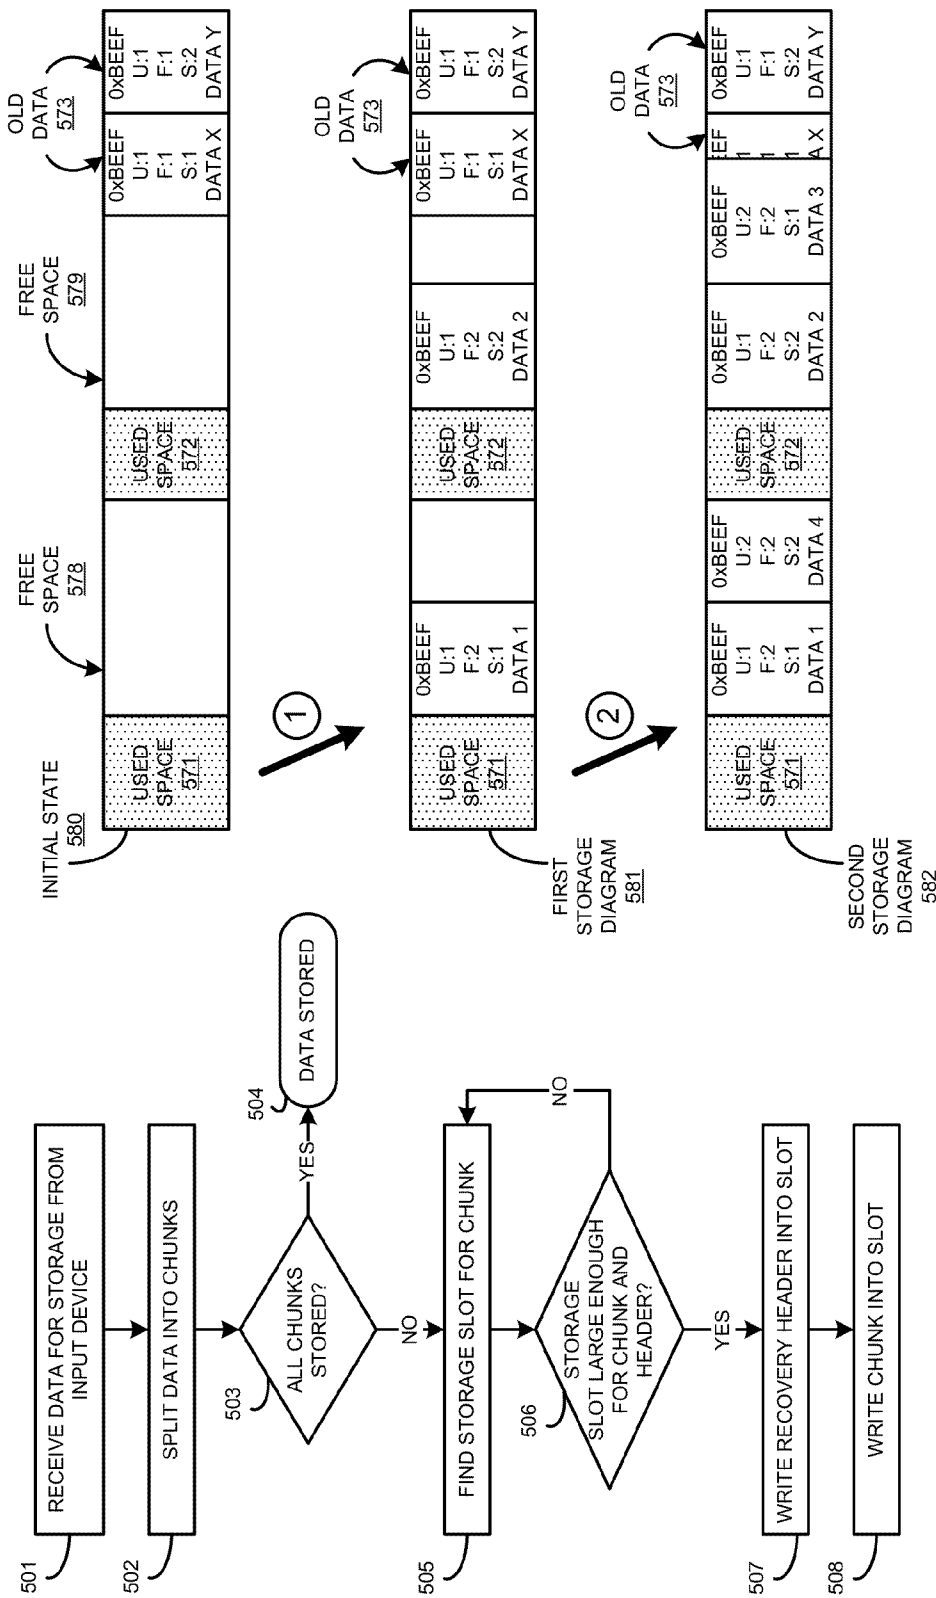 501
RECEIVE DATA FOR STORAGE FROM
INPUT DEVICE
502
SPLIT DATA INTO CHUNKS
503
ALL CHUNKS
STORED?
YES
504
DATA STORED
NO
505
FIND STORAGE SLOT FOR CHUNK
506
STORAGE
SLOT LARGE ENOUGH
FOR CHUNK AND
HEADER?
NO
YES
507
WRITE RECOVERY HEADER INTO SLOT
508
WRITE CHUNK INTO SLOT
INITIAL STATE
580
FREE
SPACE
578
FREE
SPACE
579
OLD
DATA
573
USED
SPACE
571
USED
SPACE
572
0xBEEF
U:1
F:1
S:1
DATA X
0xBEEF
U:1
F:1
S:2
DATA Y
1
FIRST
STORAGE
DIAGRAM
581
OLD
DATA
573
USED
SPACE
571
0xBEEF
U:1
F:2
S:1
DATA 1
USED
SPACE
572
0xBEEF
U:1
F:2
S:2
DATA 2
0xBEEF
U:1
F:1
S:1
DATA X
0xBEEF
U:1
F:1
S:2
DATA Y
2
SECOND
STORAGE
DIAGRAM
582
OLD
DATA
573
USED
SPACE
571
0xBEEF
U:1
F:2
S:1
DATA 1
0xBEEF
U:2
F:2
S:2
DATA 4
USED
SPACE
572
0xBEEF
U:1
F:2
S:2
DATA 2
0xBEEF
U:2
F:2
S:1
DATA 3
EEF
1
1
1
A X
0xBEEF
U:1
F:1
S:2
DATA Y